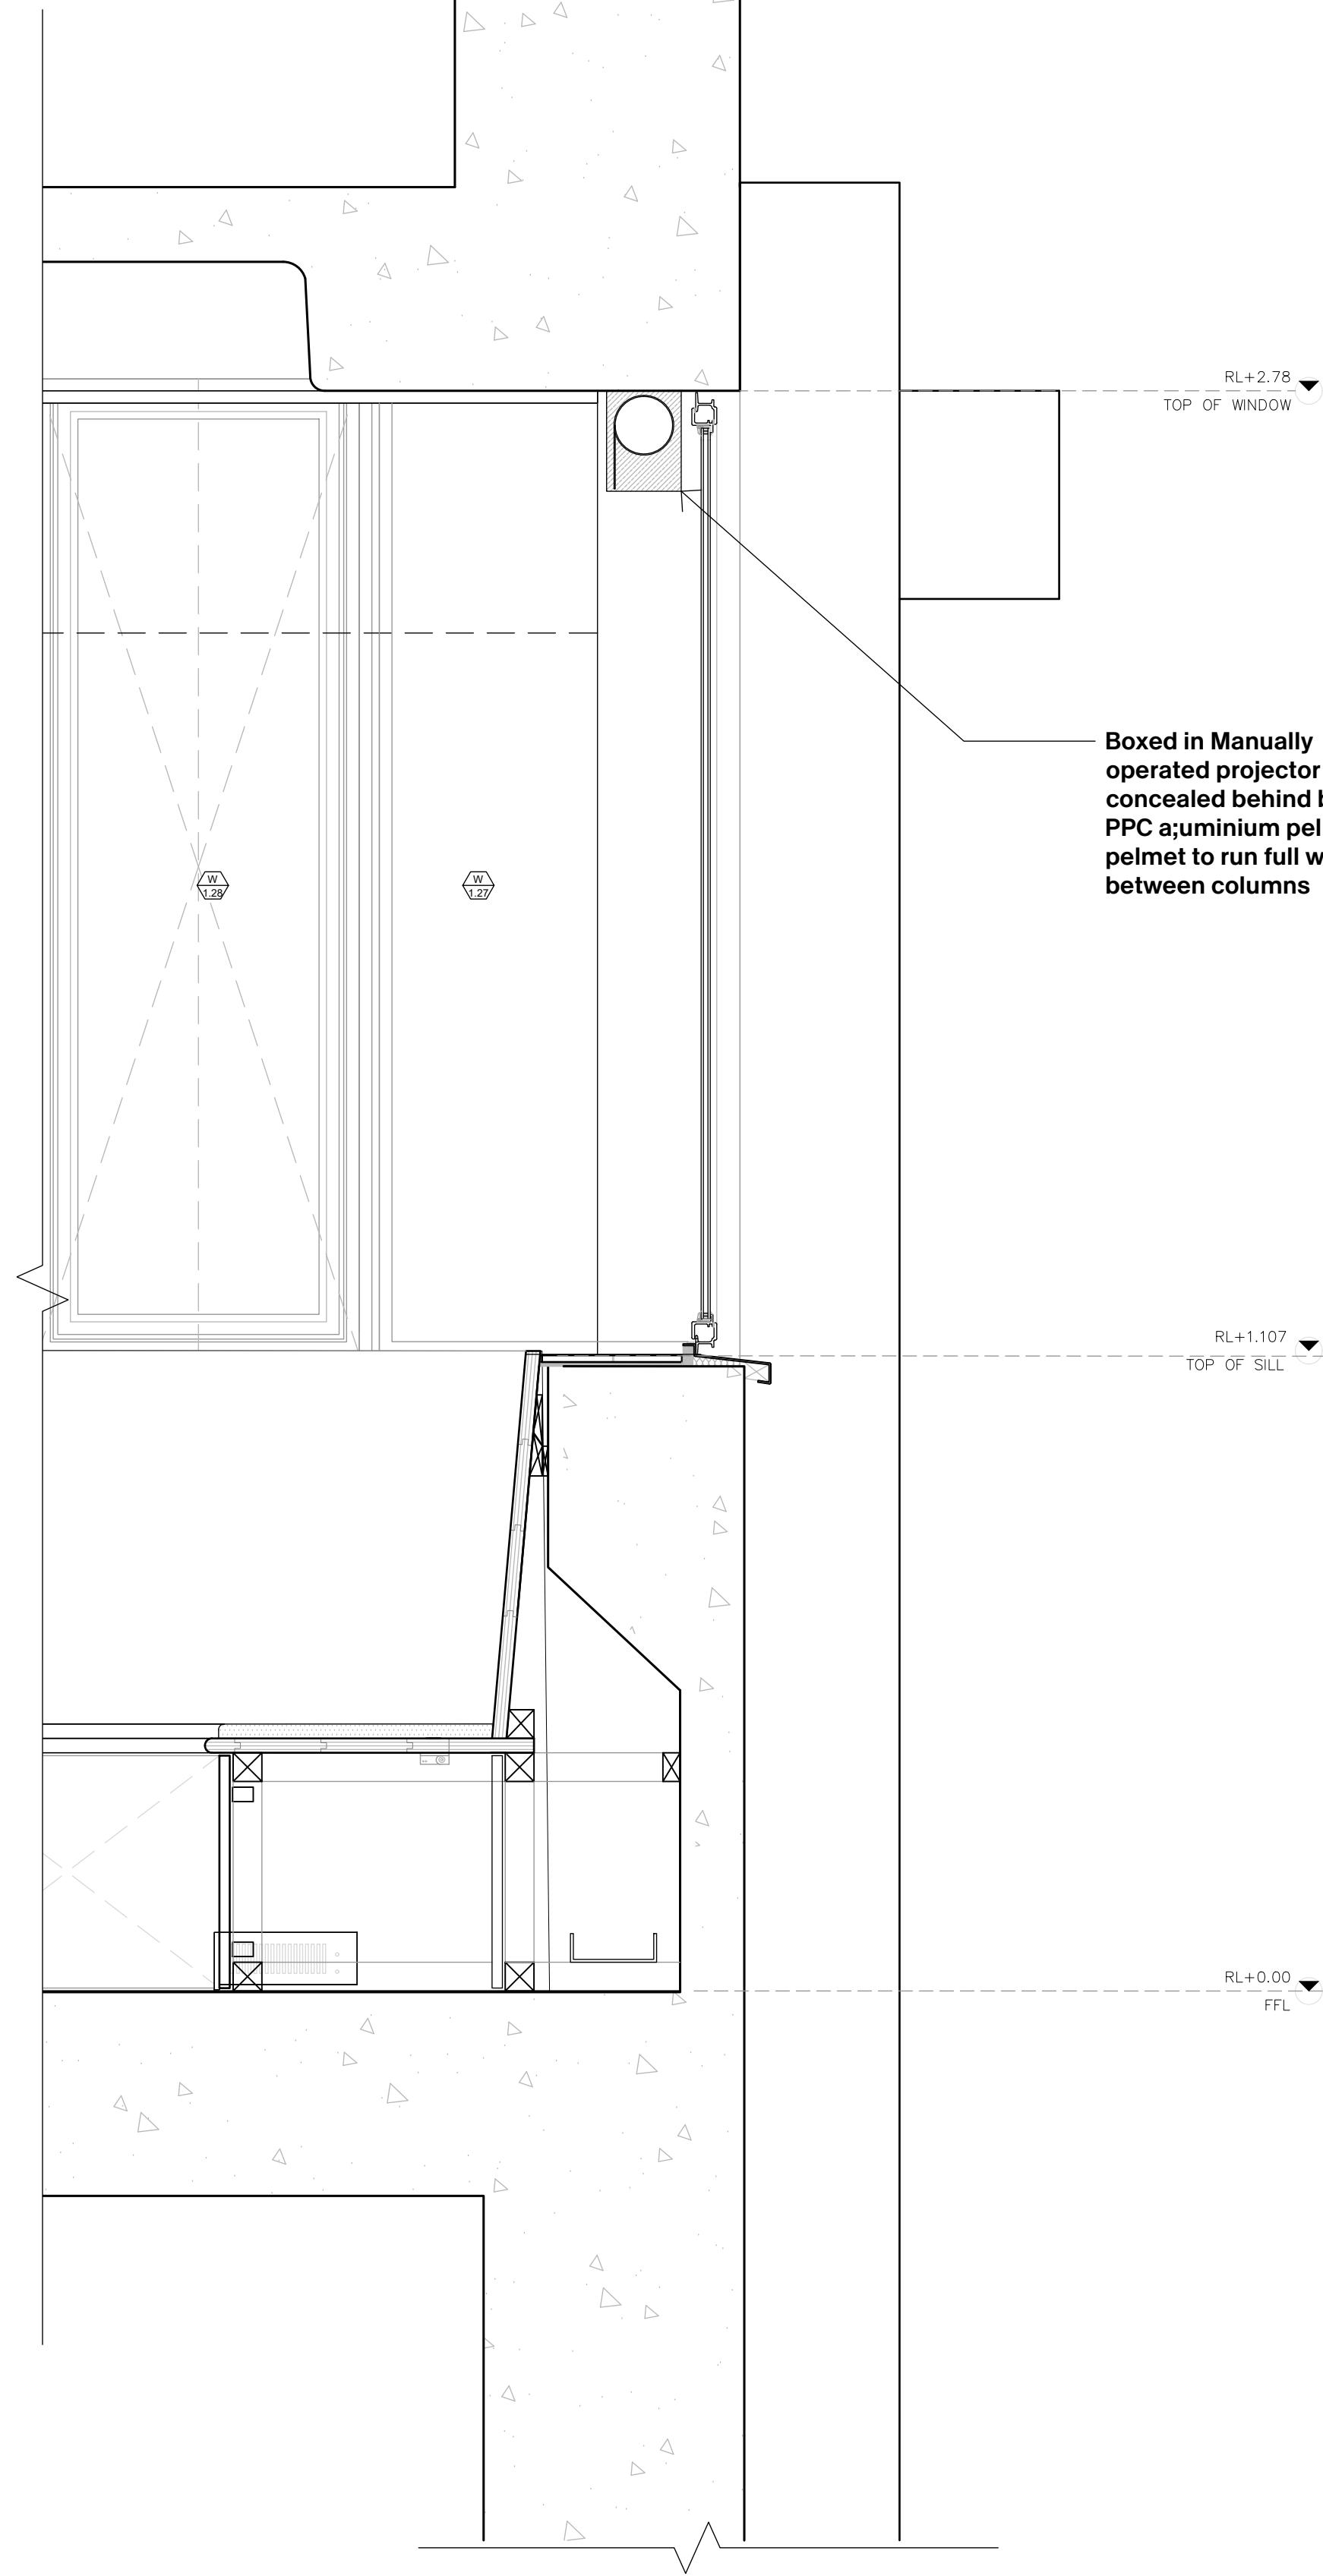 RL+2.78
TOP OF WINDOW
Boxed in Manually
operated projector
concealed behind
PPC a;uminium
pelmet to run full
between columns
W
1.28
W
1.27
RL+1.107
TOP OF SILL
RL+0.00
FFL